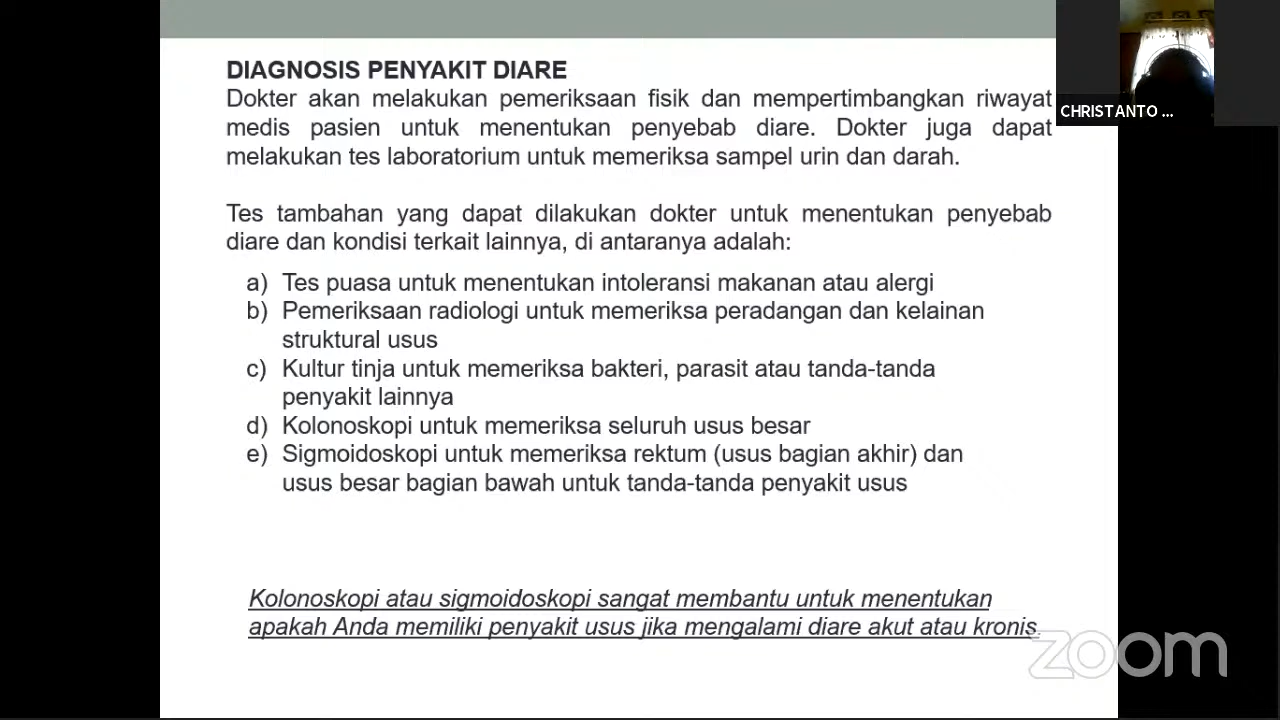 DIAGNOSIS PENYAKIT DIARE
Dokter akan melakukan pemeriksaan fisik dan mempertimbangkan riwayat
medis pasien untuk menentukan penyebab diare. Dokter juga dapat
melakukan tes laboratorium untuk memeriksa sampel urin dan darah.
Tes tambahan yang dapat dilakukan dokter untuk menentukan penyebab
diare dan kondisi terkait lainnya, di antaranya adalah:
a) Tes puasa untuk menentukan intoleransi makanan atau alergi
b) Pemeriksaan radiologi untuk memeriksa peradangan dan kelainan
struktural usus
c) Kultur tinja untuk memeriksa bakteri, parasit atau tanda-tanda
penyakit lainnya
d) Kolonoskopi untuk memeriksa seluruh usus besar
e) Sigmoidoskopi untuk memeriksa rektum (usus bagian akhir) dan
usus besar bagian bawah untuk tanda-tanda penyakit usus
Kolonoskopi atau sigmoidoskopi sangat membantu untuk menentukan
apakah Anda memiliki penyakit usus jika mengalami diare akut atau kronis.
CHRISTANTO ...
zoom